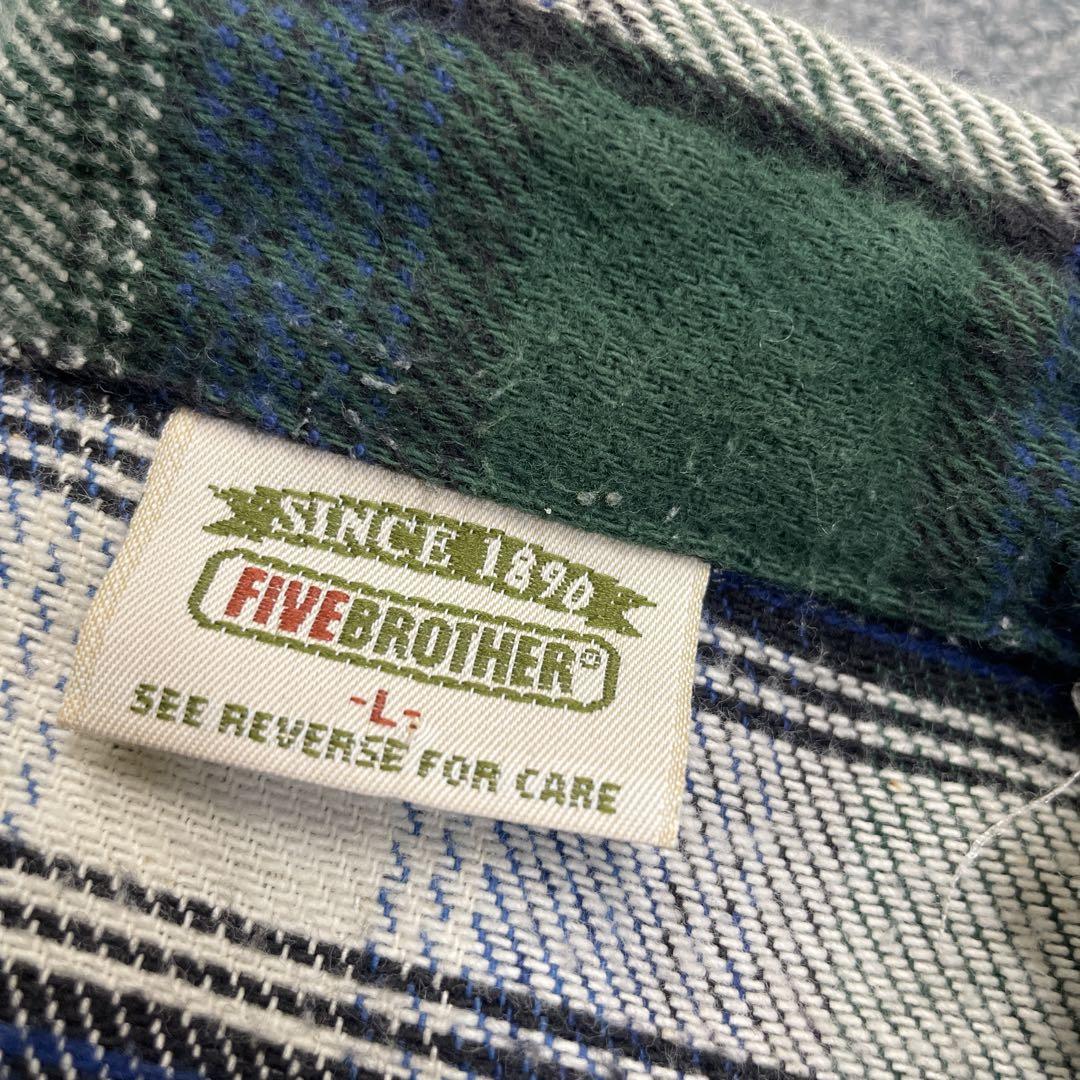 SINCE 1890
FIVEBROTHER®
-L-
SEE REVERSE FOR CARE